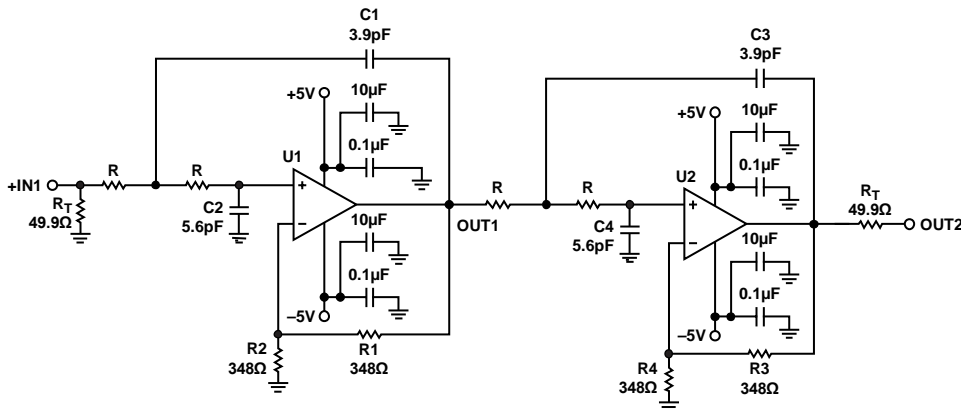 C1
3.9pF
+5V
10µF
0.1µF
U1
+IN1
R
R
RT
49.9Ω
C2
5.6pF
+
–
10µF
0.1µF
–5V
R2
348Ω
R1
348Ω
OUT1
C3
3.9pF
+5V
10µF
0.1µF
U2
R
R
C4
5.6pF
+
–
10µF
0.1µF
–5V
R4
348Ω
R3
348Ω
RT
49.9Ω
OUT2